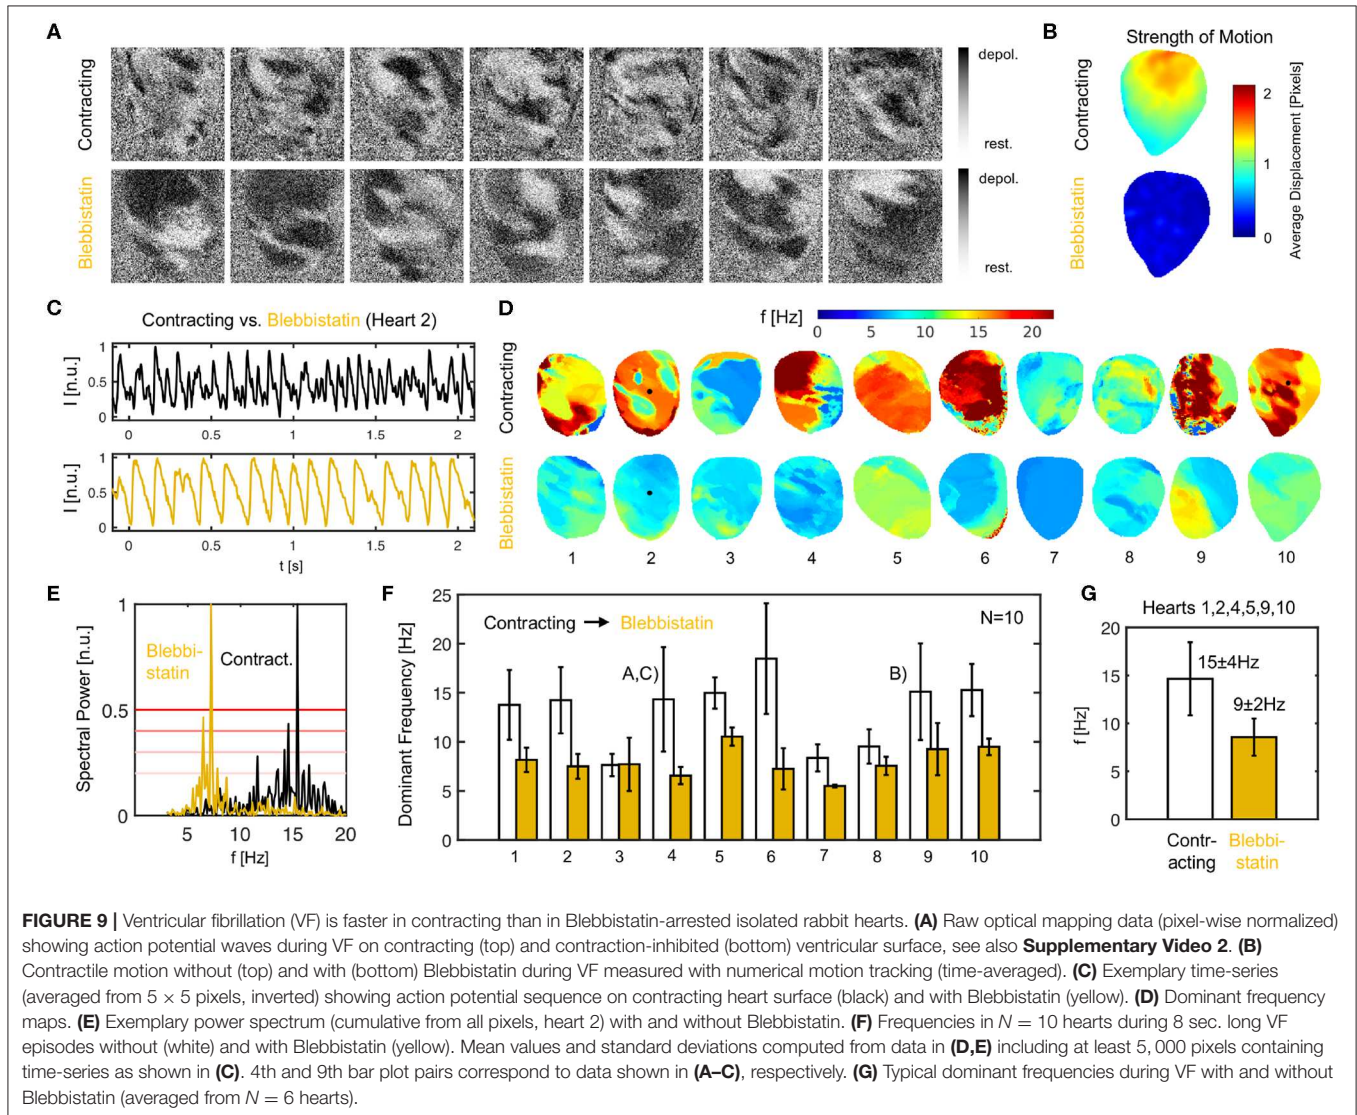 A
Contracting
Blebbistatin
depol.
rest.
depol.
rest.
B
Strength of Motion
Contracting
Blebbistatin
2
1
0
Average Displacement [Pixels]
C
Contracting vs. Blebbistatin (Heart 2)
I [n.u.]
1
0.5
0
0 0.5 1 1.5 2
I [n.u.]
1
0.5
0
0 0.5 1 1.5 2
t [s]
D
f [Hz]
0 5 10 15 20
Contracting
Blebbistatin
1 2 3 4 5 6 7 8 9 10
E
Spectral Power [n.u.]
1
0.5
0
Blebbi-
statin
Contract.
5 10 15 20
f [Hz]
F
Dominant Frequency [Hz]
25
20
15
10
5
0
Contracting → Blebbistatin
N=10
A,C)
B)
1 2 3 4 5 6 7 8 9 10
G
Hearts 1,2,4,5,9,10
f [Hz]
20
15
10
5
0
15±4Hz
9±2Hz
Contr-
acting
Blebbi-
statin
FIGURE 9 | Ventricular fibrillation (VF) is faster in contracting than in Blebbistatin-arrested isolated rabbit hearts. (A) Raw optical mapping data (pixel-wise normalized)
showing action potential waves during VF on contracting (top) and contraction-inhibited (bottom) ventricular surface, see also Supplementary Video 2. (B)
Contractile motion without (top) and with (bottom) Blebbistatin during VF measured with numerical motion tracking (time-averaged). (C) Exemplary time-series
(averaged from 5 × 5 pixels, inverted) showing action potential sequence on contracting heart surface (black) and with Blebbistatin (yellow). (D) Dominant frequency
maps. (E) Exemplary power spectrum (cumulative from all pixels, heart 2) with and without Blebbistatin. (F) Frequencies in N = 10 hearts during 8 sec. long VF
episodes without (white) and with Blebbistatin (yellow). Mean values and standard deviations computed from data in (D,E) including at least 5, 000 pixels containing
time-series as shown in (C). 4th and 9th bar plot pairs correspond to data shown in (A–C), respectively. (G) Typical dominant frequencies during VF with and without
Blebbistatin (averaged from N = 6 hearts).